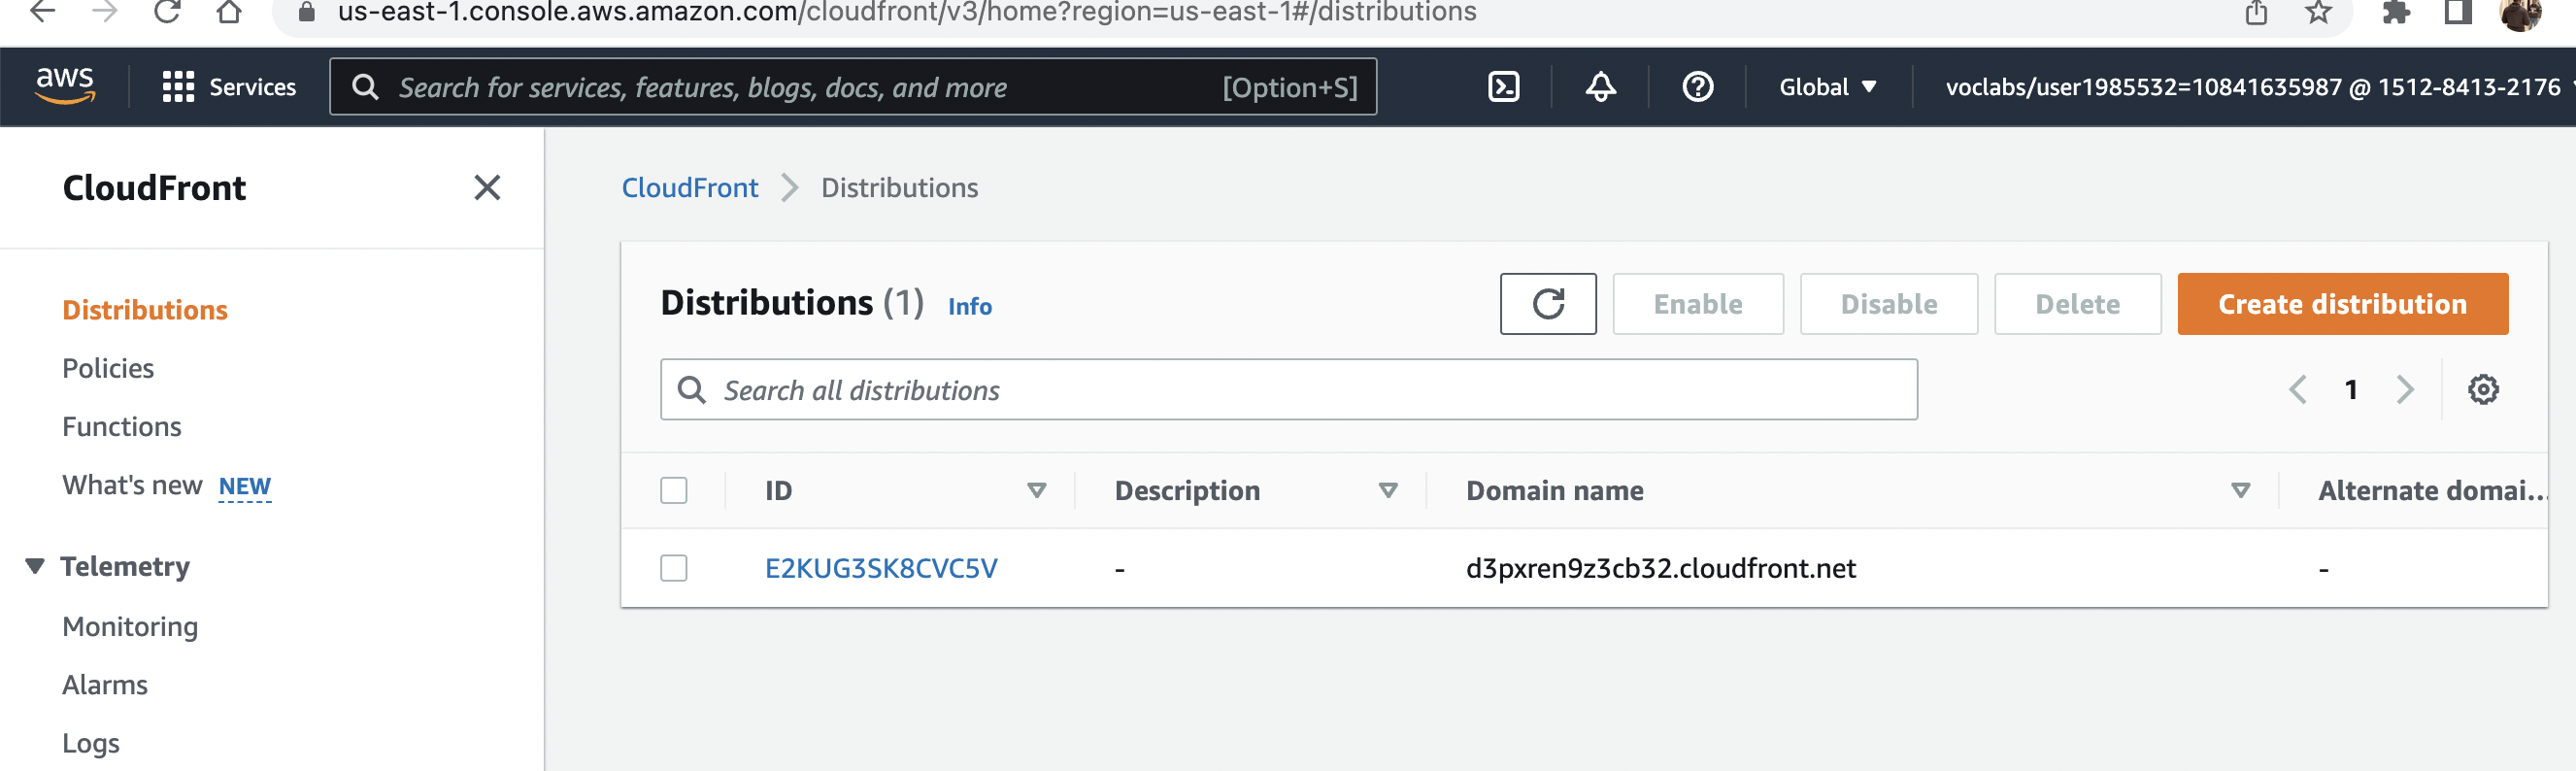 us-east-1.console.aws.amazon.com/cloudfront/v3/home?region=us-east-1#/distributions
aws
Services
Search for services, features, blogs, docs, and more
[Option+S]
Global
voclabs/user1985532=10841635987 @ 1512-8413-2176
CloudFront
Distributions
Policies
Functions
What's new NEW
Telemetry
Monitoring
Alarms
Logs
CloudFront
Distributions
Distributions (1) Info
Enable
Disable
Delete
Create distribution
Search all distributions
1
ID
Description
Domain name
Alternate domai...
E2KUG3SK8CVC5V
-
d3pxren9z3cb32.cloudfront.net
-